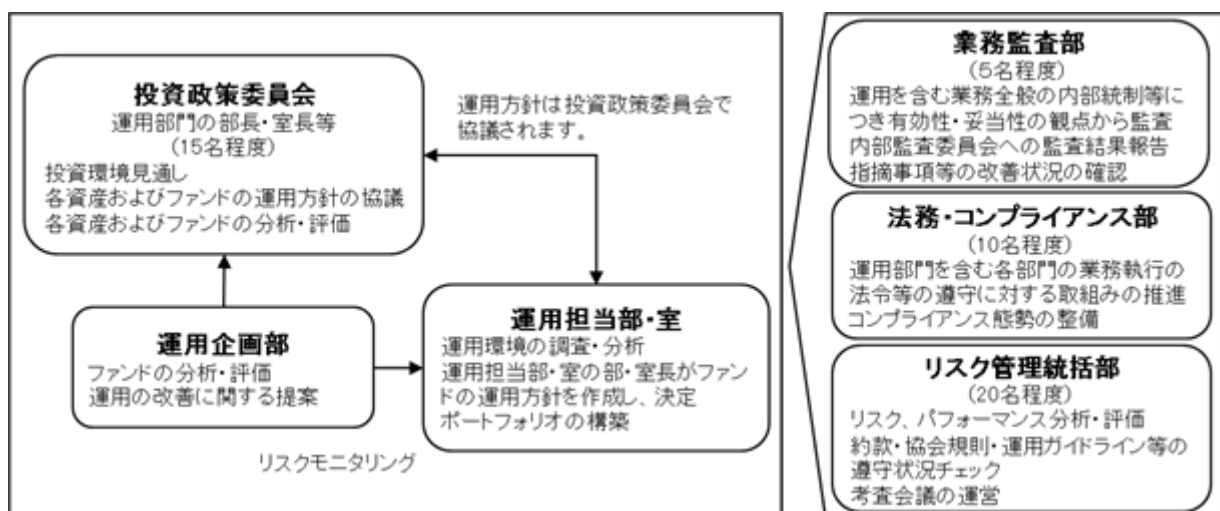 投資政策委員会
運用部門の部長・室長等
(15名程度)
投資環境見通し
各資産およびファンドの運用方針の協議
各資産およびファンドの分析・評価
運用方針は投資政策委員会で
協議されます。
運用企画部
ファンドの分析・評価
運用の改善に関する提案
運用担当部・室
運用環境の調査・分析
運用担当部・室の部・室長がファン
ドの運用方針を作成し、決定
ポートフォリオの構築
リスクモニタリング
業務監査部
(5名程度)
運用を含む業務全般の内部統制等に
つき有効性・妥当性の観点から監査
内部監査委員会への監査結果報告
指摘事項等の改善状況の確認
法務・コンプライアンス部
(10名程度)
運用部門を含む各部門の業務執行の
法令等の遵守に対する取組みの推進
コンプライアンス態勢の整備
リスク管理統括部
(20名程度)
リスク、パフォーマンス分析・評価
約款・協会規則・運用ガイドライン等の
遵守状況チェック
考査会議の運営